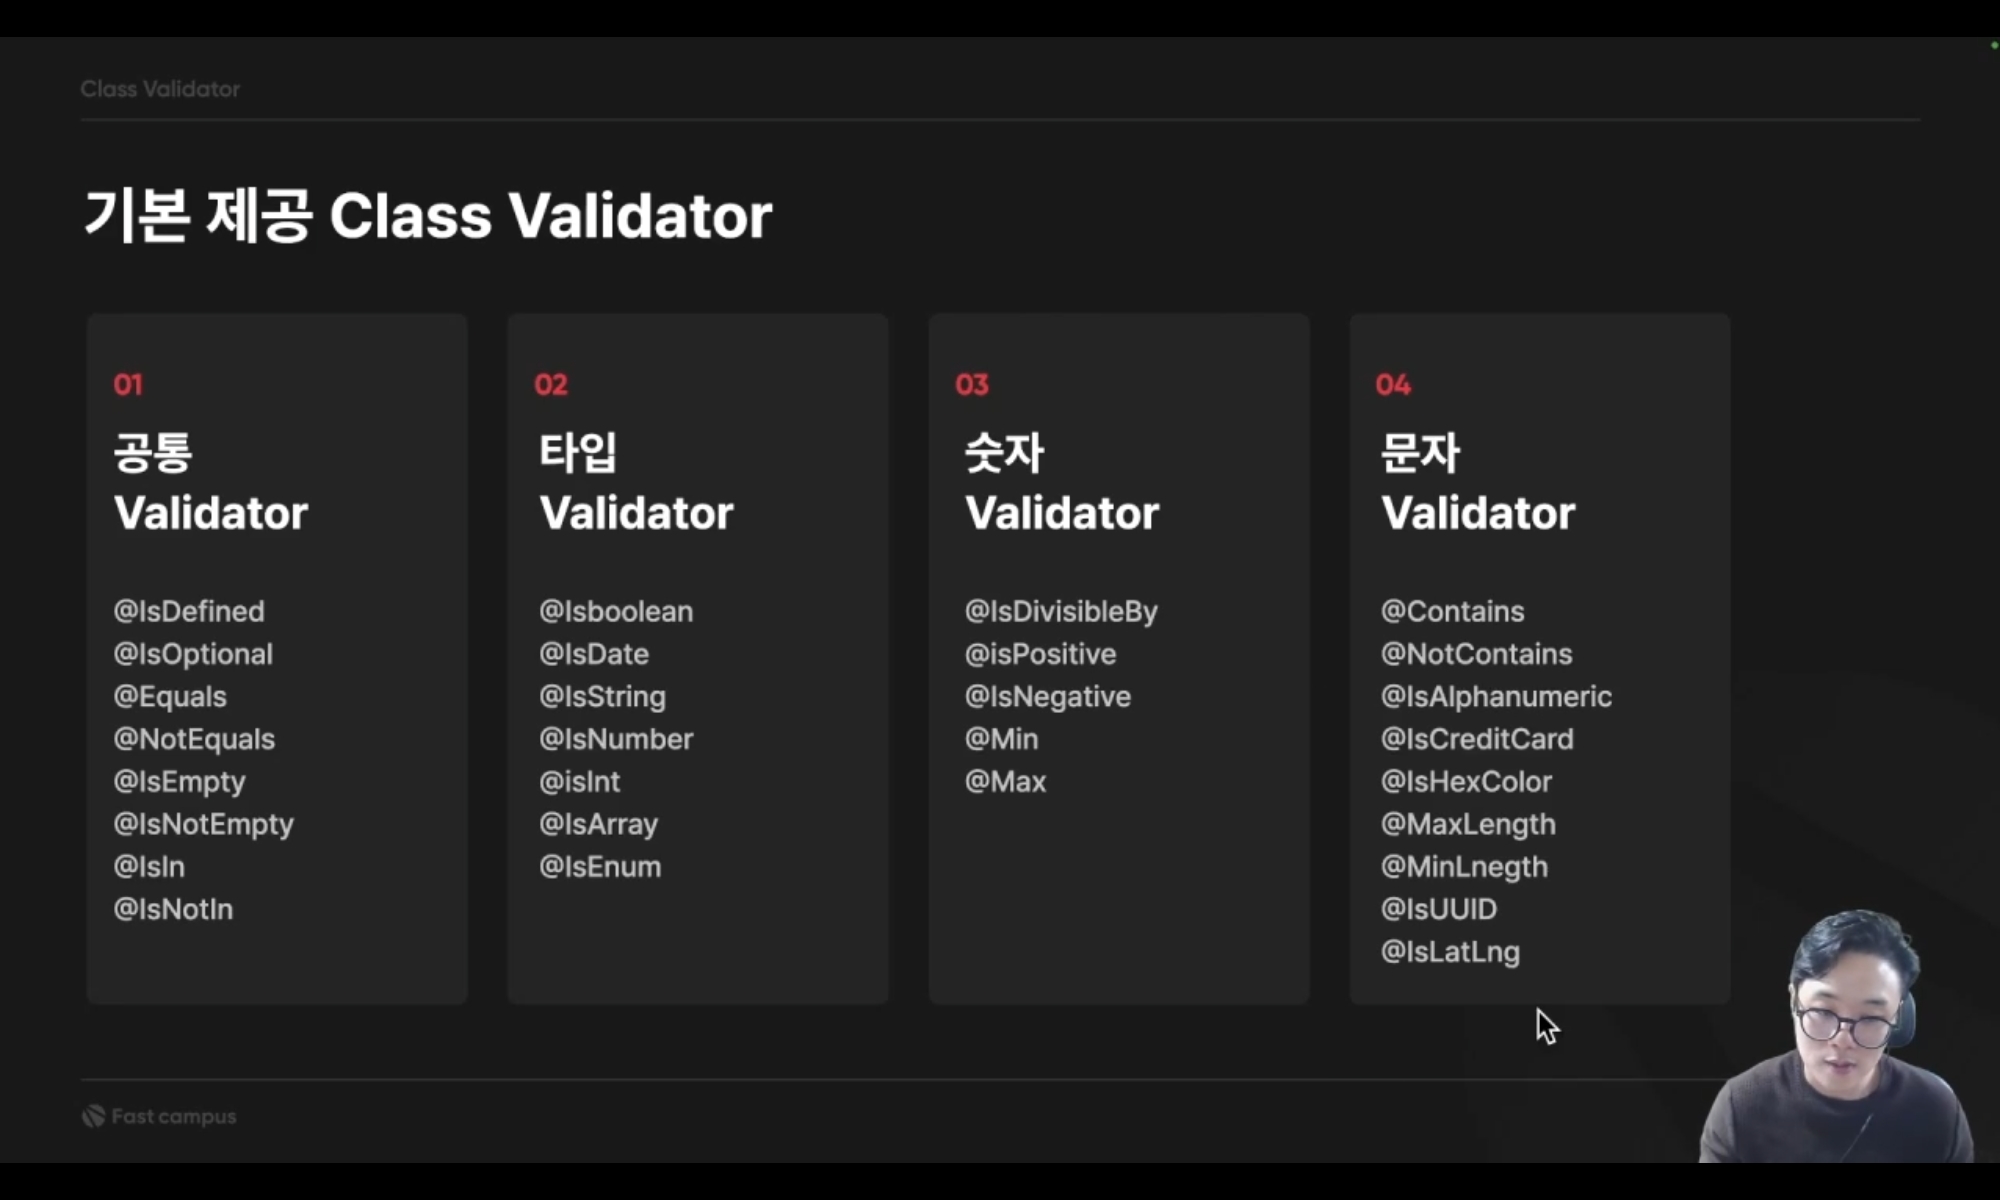 Class Validator
기본 제공 Class Validator
01
공통
Validator
@IsDefined
@IsOptional
@Equals
@NotEquals
@IsEmpty
@IsNotEmpty
@IsIn
@IsNotIn
02
타입
Validator
@Isboolean
@IsDate
@IsString
@IsNumber
@isInt
@IsArray
@IsEnum
03
숫자
Validator
@IsDivisibleBy
@isPositive
@IsNegative
@Min
@Max
04
문자
Validator
@Contains
@NotContains
@IsAlphanumeric
@IsCreditCard
@IsHexColor
@MaxLength
@MinLnegth
@IsUUID
@IsLatLng
Fast campus